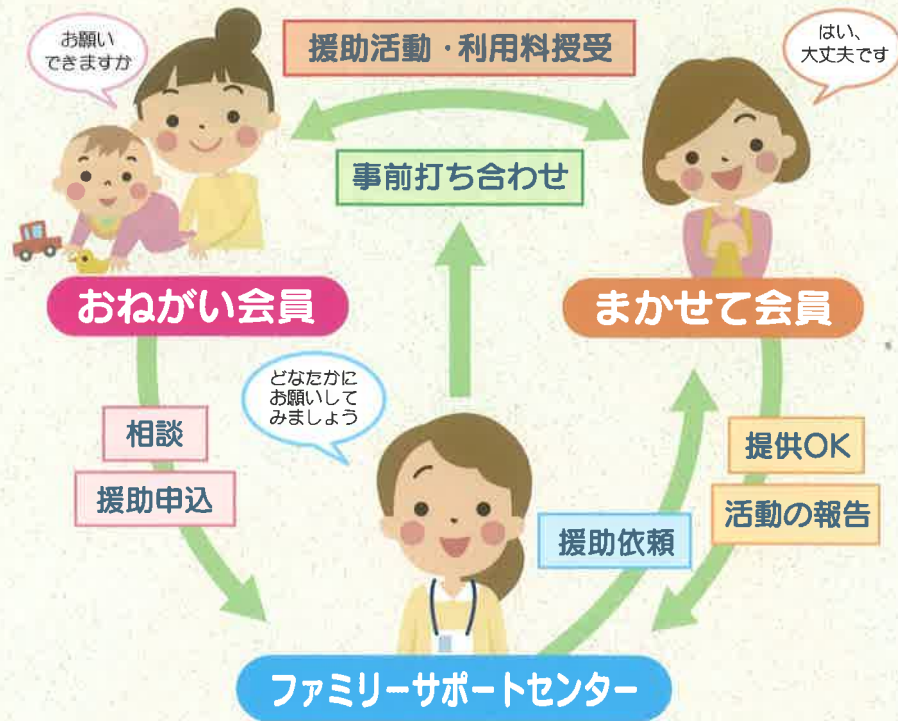 お願い
できますか
援助活動・利用料授受
はい、
大丈夫です
事前打ち合わせ
おねがい会員
まかせて会員
どなたかに
お願いして
みましょう
相談
援助申込
提供OK
活動の報告
援助依頼
ファミリーサポートセンター